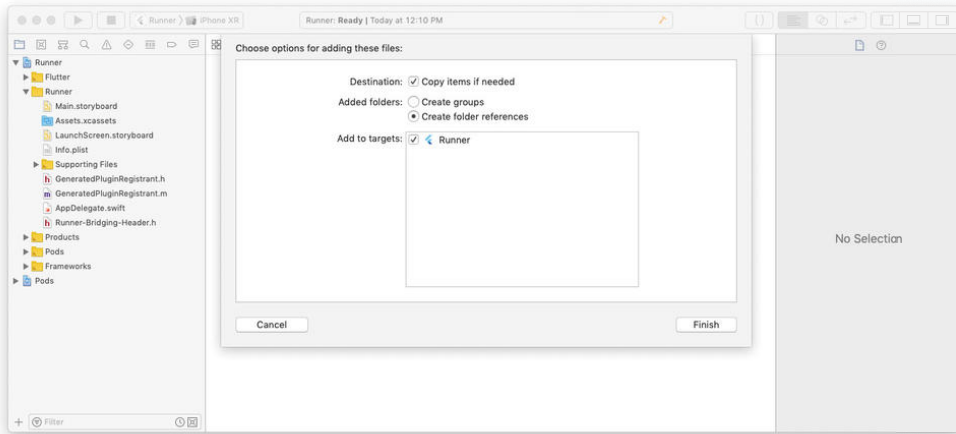 Runner
iPhone XR
Runner: Ready | Today at 12:10 PM
Runner
Flutter
Runner
Main.storyboard
Assets.xcassets
LaunchScreen.storyboard
Info.plist
Supporting Files
GeneratedPluginRegistrant.h
GeneratedPluginRegistrant.m
AppDelegate.swift
Runner-Bridging-Header.h
Products
Pods
Frameworks
Pods
Filter
Choose options for adding these files:
Destination: Copy items if needed
Added folders: Create groups
Create folder references
Add to targets: Runner
Cancel
Finish
No Selection